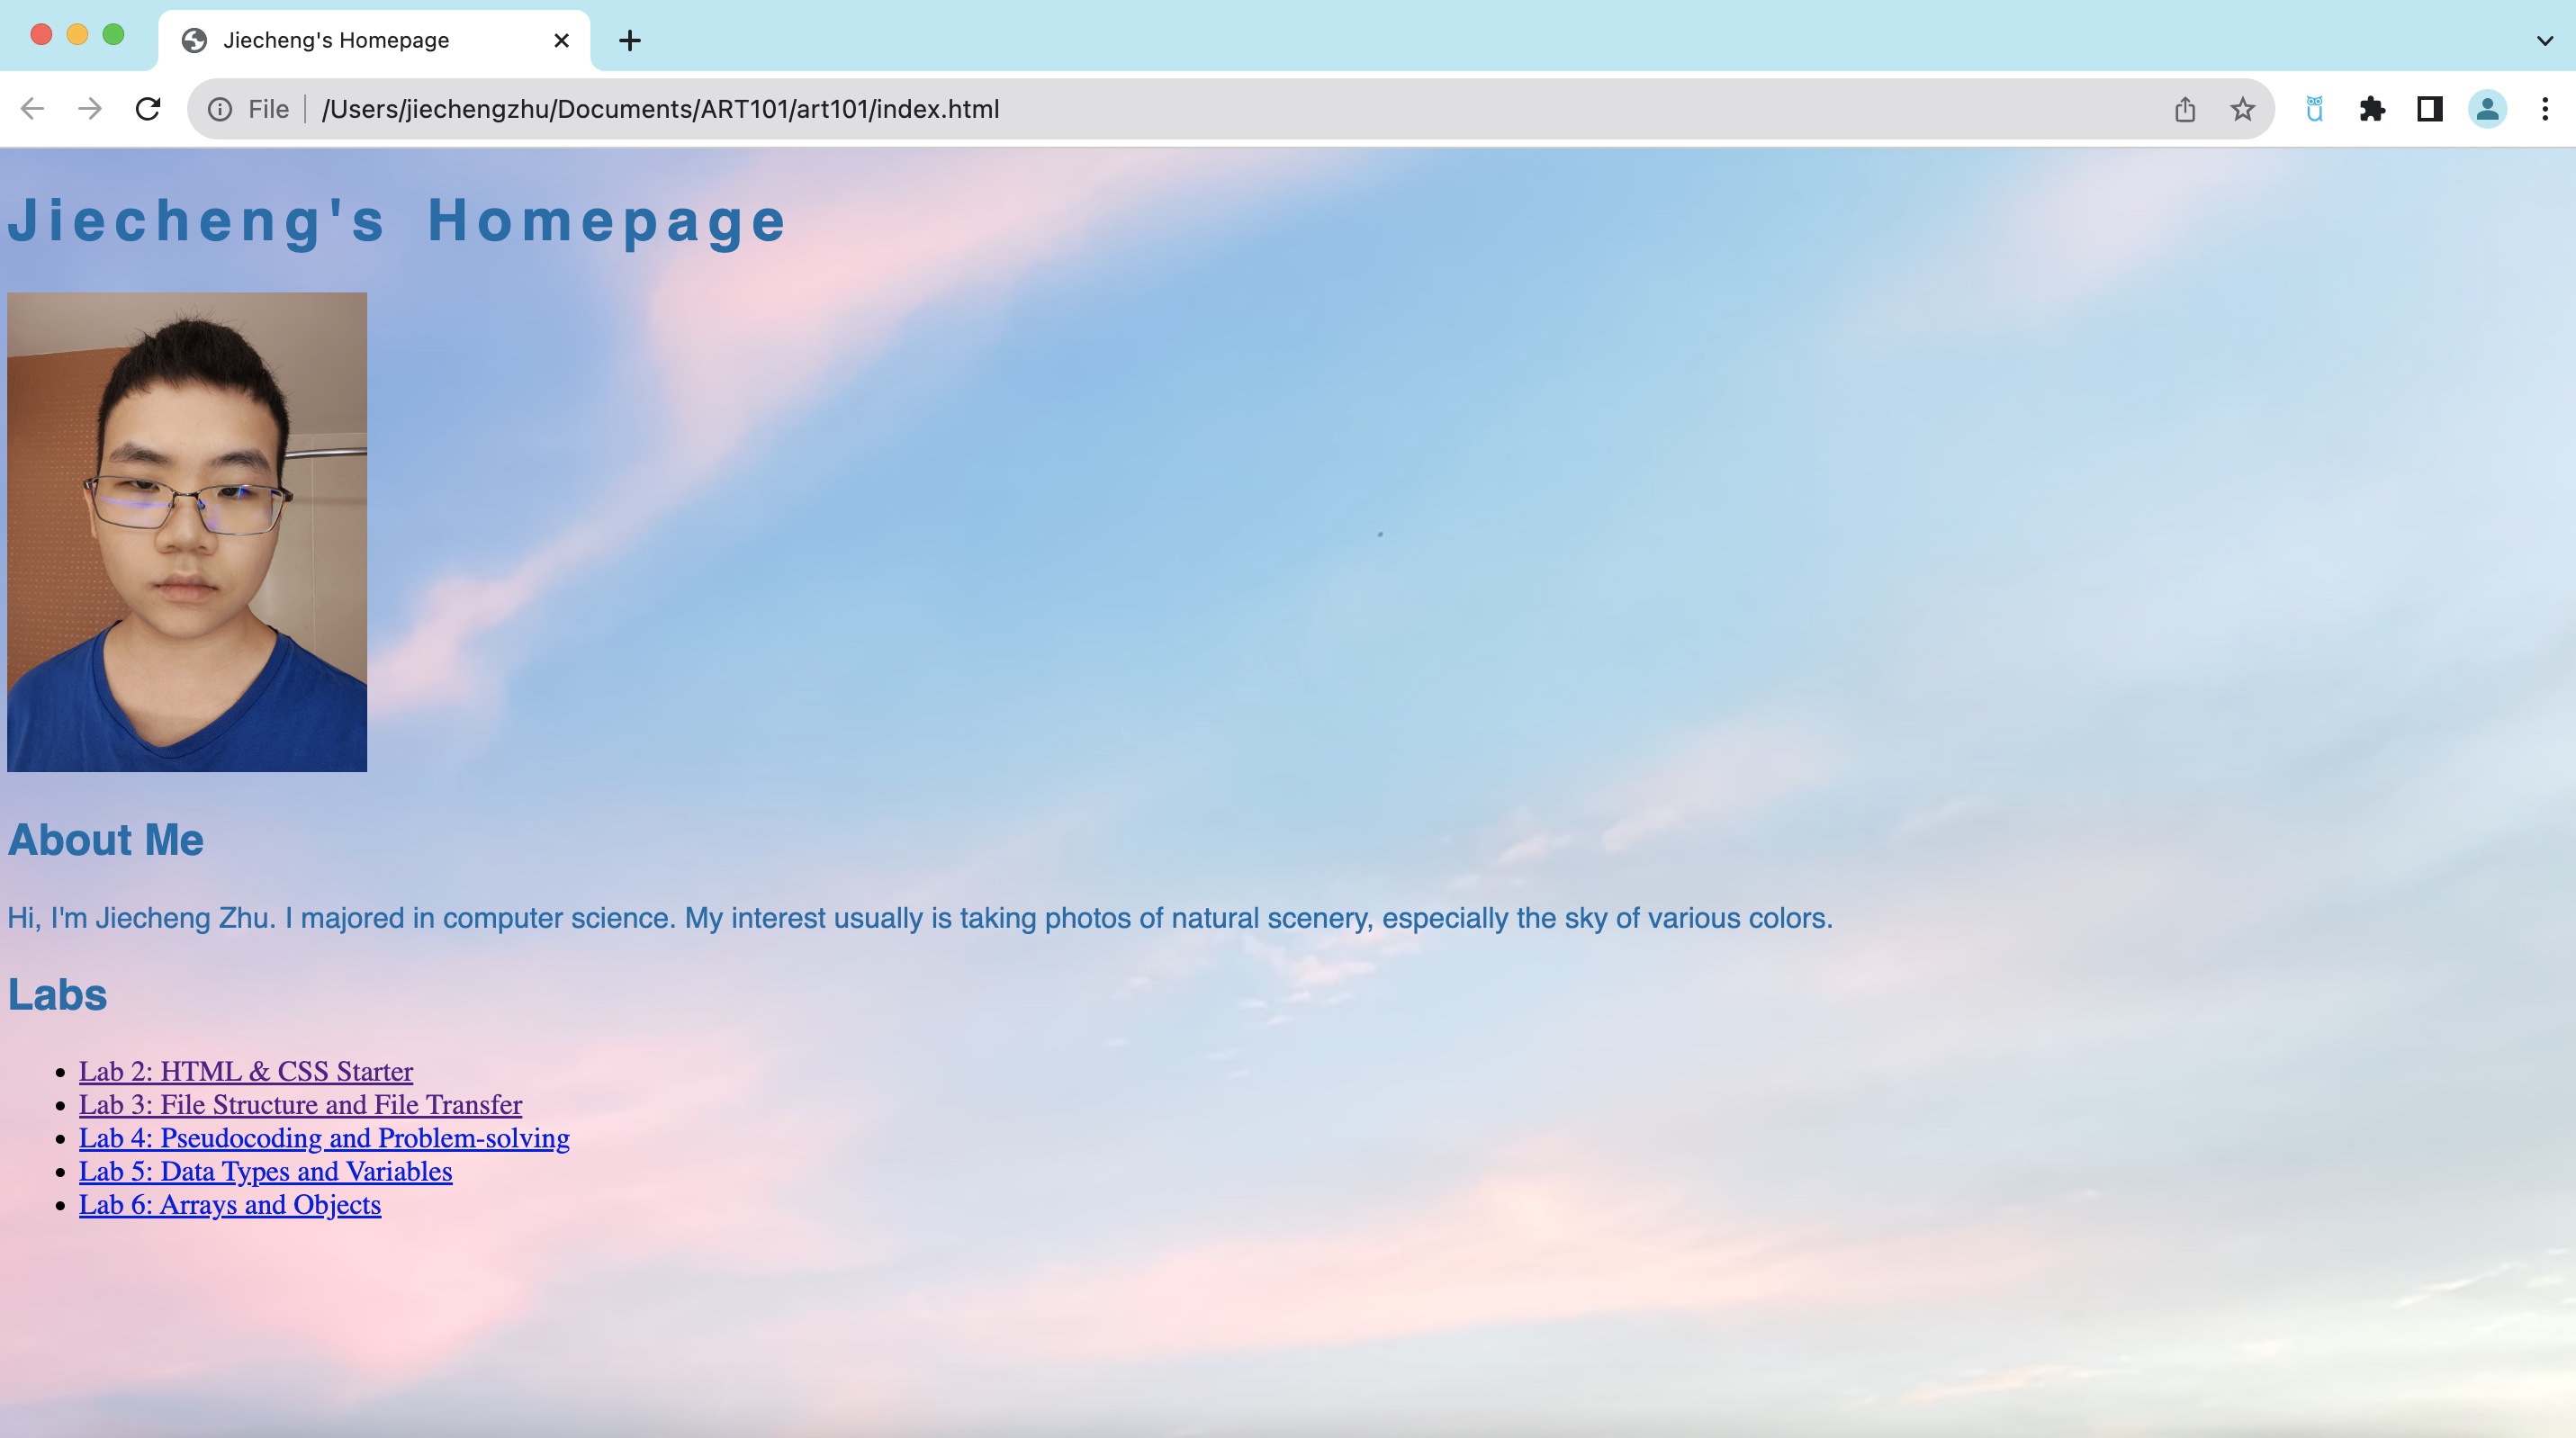 Jiecheng's Homepage
File
/Users/jiechengzhu/Documents/ART101/art101/index.html
Jiecheng's Homepage
About Me
Hi, I'm Jiecheng Zhu. I majored in computer science. My interest usually is taking photos of natural scenery, especially the sky of various colors.
Labs
Lab 2: HTML & CSS Starter
Lab 3: File Structure and File Transfer
Lab 4: Pseudocoding and Problem-solving
Lab 5: Data Types and Variables
Lab 6: Arrays and Objects